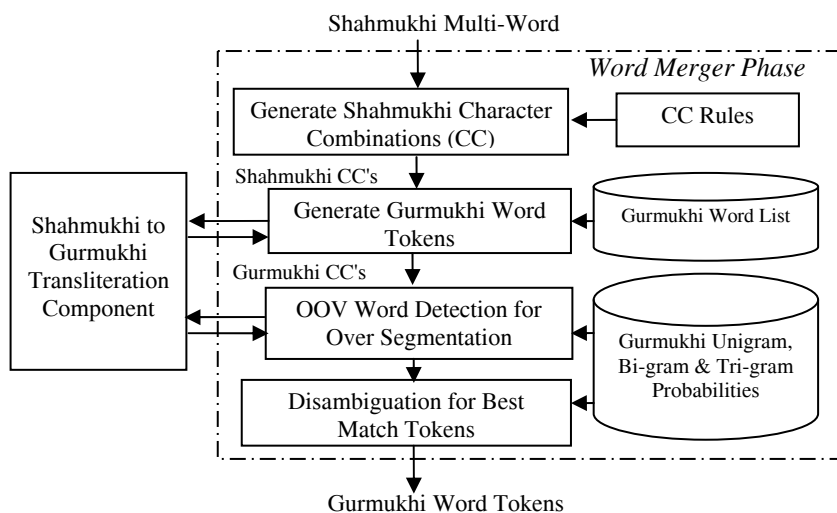 Shahmukhi Multi-Word
Word Merger Phase
Generate Shahmukhi Character
Combinations (CC)
CC Rules
Shahmukhi CC's
Shahmukhi to
Gurmukhi
Transliteration
Component
Generate Gurmukhi Word
Tokens
Gurmukhi Word List
Gurmukhi CC's
OOV Word Detection for
Over Segmentation
Gurmukhi Unigram,
Bi-gram & Tri-gram
Probabilities
Disambiguation for Best
Match Tokens
Gurmukhi Word Tokens